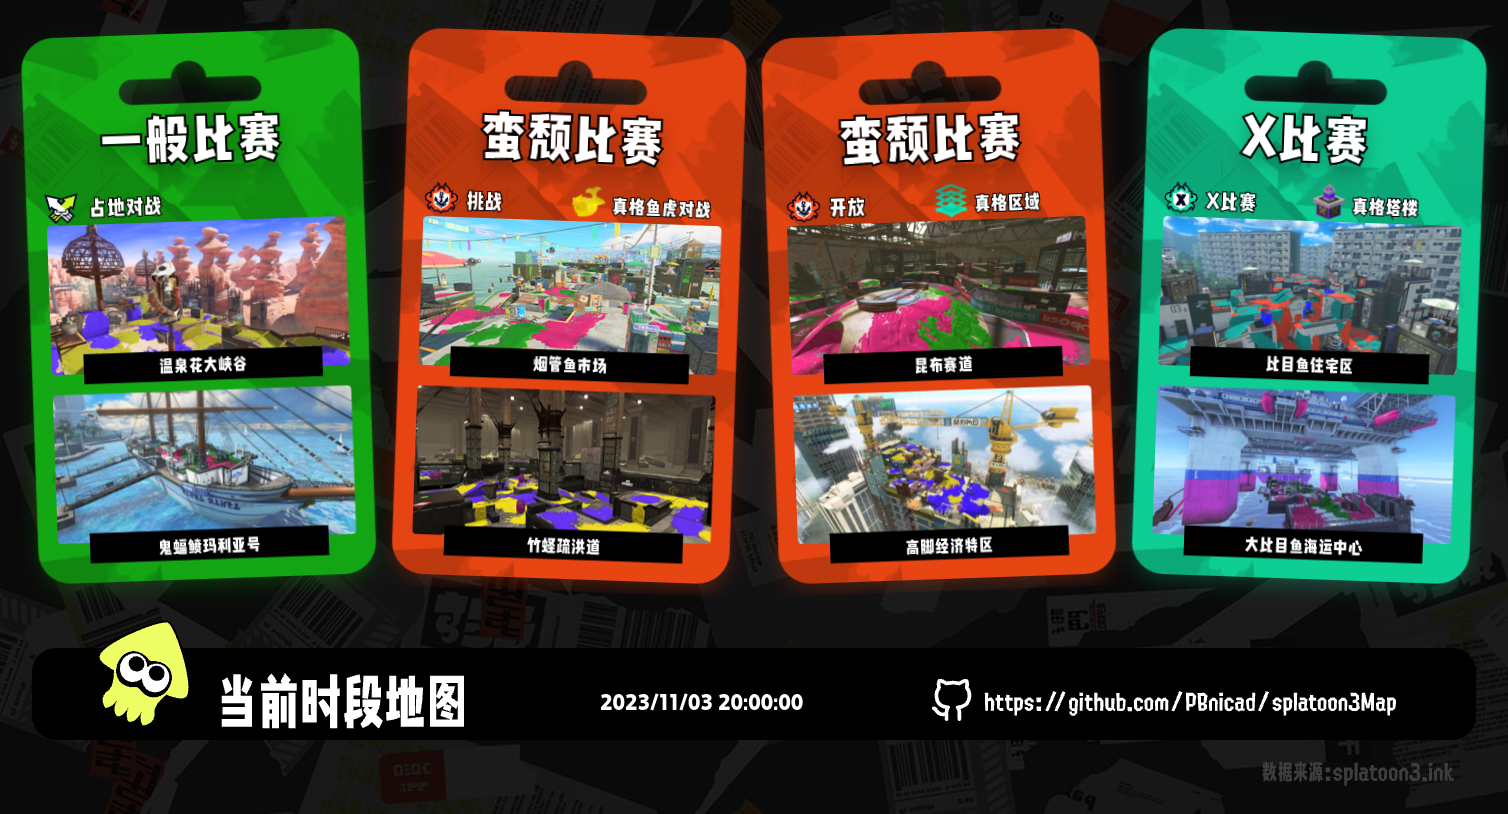 一般比赛
占地对战
温泉花大峡谷
鬼蝠鲼玛利亚号
蛮颓比赛
挑战
真格鱼虎对战
烟管鱼市场
竹蛏疏洪道
蛮颓比赛
开放
真格区域
昆布赛道
高脚经济特区
X比赛
X比赛
真格塔楼
比目鱼住宅区
大比目鱼海运中心
当前时段地图
2023/11/03 20:00:00
https://github.com/PBnicad/splatoon3Map
数据来源:splatoon3.ink